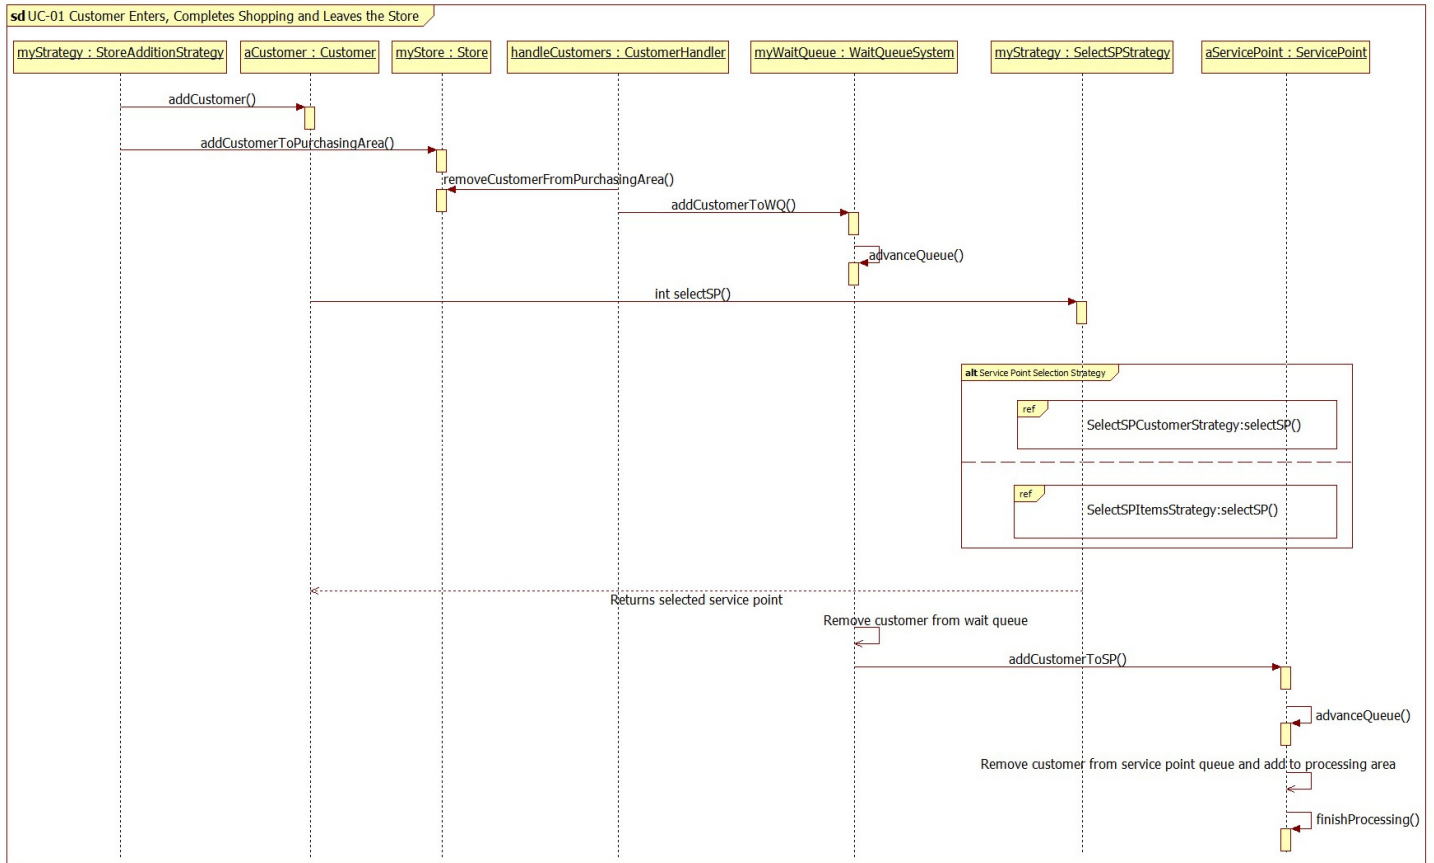 sd UC-01 Customer Enters, Completes Shopping and Leaves the Store
myStrategy : StoreAdditionStrategy
aCustomer : Customer
myStore : Store
handleCustomers : CustomerHandler
myWaitQueue : WaitQueueSystem
myStrategy : SelectSPStrategy
aServicePoint : ServicePoint
addCustomer()
addCustomerToPurchasingArea()
removeCustomerFromPurchasingArea()
addCustomerToWQ()
advanceQueue()
int selectSP()
alt Service Point Selection Strategy
ref
SelectSPCustomerStrategy:selectSP()
ref
SelectSPItemsStrategy:selectSP()
Returns selected service point
Remove customer from wait queue
addCustomerToSP()
advanceQueue()
Remove customer from service point queue and add to processing area
finishProcessing()